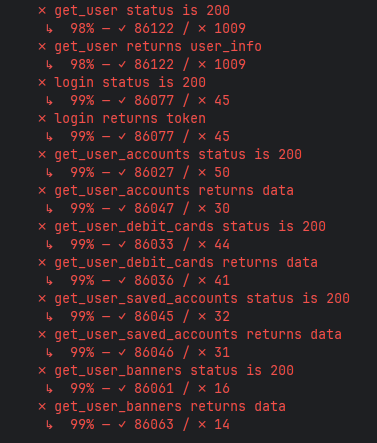 ✗ get_user status is 200
↳ 98% — ✓ 86122 / ✗ 1009
✗ get_user returns user_info
↳ 98% — ✓ 86122 / ✗ 1009
✗ login status is 200
↳ 99% — ✓ 86077 / ✗ 45
✗ login returns token
↳ 99% — ✓ 86077 / ✗ 45
✗ get_user_accounts status is 200
↳ 99% — ✓ 86027 / ✗ 50
✗ get_user_accounts returns data
↳ 99% — ✓ 86047 / ✗ 30
✗ get_user_debit_cards status is 200
↳ 99% — ✓ 86033 / ✗ 44
✗ get_user_debit_cards returns data
↳ 99% — ✓ 86036 / ✗ 41
✗ get_user_saved_accounts status is 200
↳ 99% — ✓ 86045 / ✗ 32
✗ get_user_saved_accounts returns data
↳ 99% — ✓ 86046 / ✗ 31
✗ get_user_banners status is 200
↳ 99% — ✓ 86061 / ✗ 16
✗ get_user_banners returns data
↳ 99% — ✓ 86063 / ✗ 14